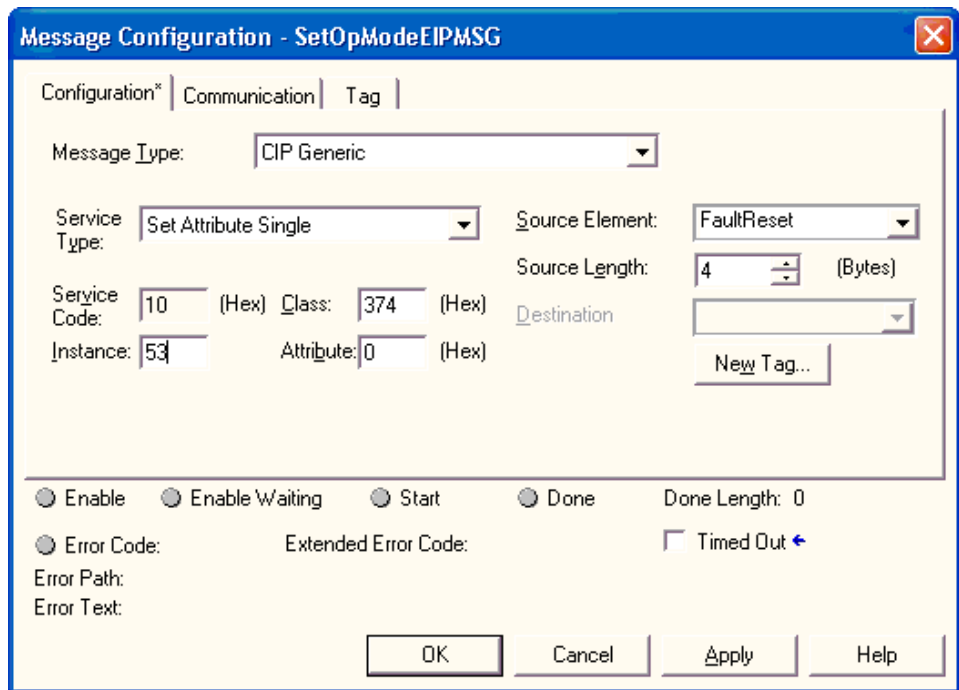 Message Configuration - SetOpModeEIPMSG
Configuration* Communication Tag
Message Type: CIP Generic
Service Type: Set Attribute Single
Source Element: FaultReset
Source Length: 4 (Bytes)
Service Code: 10 (Hex) Class: 374 (Hex)
Destination
Instance: 53 Attribute: 0 (Hex)
New Tag...
Enable Enable Waiting Start Done Done Length: 0
Error Code: Extended Error Code: Timed Out ←
Error Path:
Error Text:
OK Cancel Apply Help